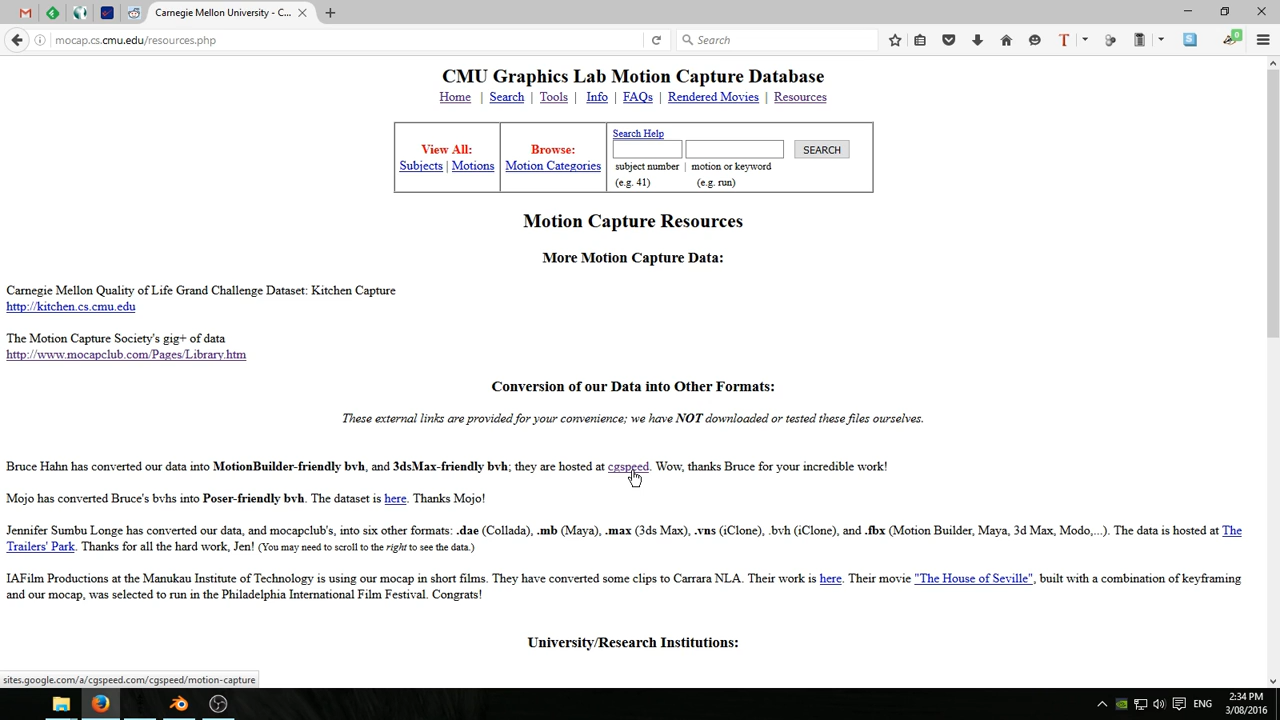 Carnegie Mellon University - C...
mocap.cs.cmu.edu/resources.php
Search
CMU Graphics Lab Motion Capture Database
Home | Search | Tools | Info | FAQs | Rendered Movies | Resources
View All:
Subjects | Motions
Browse:
Motion Categories
Search Help
SEARCH
subject number | motion or keyword
(e.g. 41) (e.g. run)
Motion Capture Resources
More Motion Capture Data:
Carnegie Mellon Quality of Life Grand Challenge Dataset: Kitchen Capture
http://kitchen.cs.cmu.edu
The Motion Capture Society's gig+ of data
http://www.mocapclub.com/Pages/Library.htm
Conversion of our Data into Other Formats:
These external links are provided for your convenience; we have NOT downloaded or tested these files ourselves.
Bruce Hahn has converted our data into MotionBuilder-friendly bvh, and 3dsMax-friendly bvh; they are hosted at cgspeed. Wow, thanks Bruce for your incredible work!
Mojo has converted Bruce's bvhs into Poser-friendly bvh. The dataset is here. Thanks Mojo!
Jennifer Sumbu Longe has converted our data, and mocapclub's, into six other formats: .dae (Collada), .mb (Maya), .max (3ds Max), .vns (iClone), .bvh (iClone), and .fbx (Motion Builder, Maya, 3d Max, Modo,...). The data is hosted at The
Trailers' Park. Thanks for all the hard work, Jen! (You may need to scroll to the right to see the data.)
IAFilm Productions at the Manukau Institute of Technology is using our mocap in short films. They have converted some clips to Carrara NLA. Their work is here. Their movie "The House of Seville", built with a combination of keyframing
and our mocap, was selected to run in the Philadelphia International Film Festival. Congrats!
University/Research Institutions:
sites.google.com/a/cgspeed.com/cgspeed/motion-capture
ENG
2:34 PM
3/08/2016